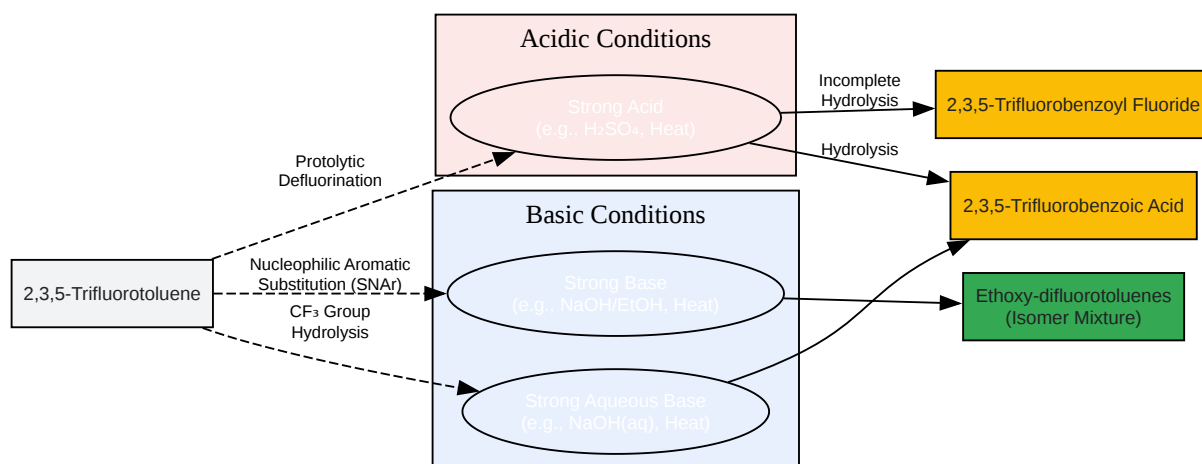 Acidic Conditions
Strong Acid
(e.g., H₂SO₄, Heat)
Incomplete
Hydrolysis
2,3,5-Trifluorobenzoyl Fluoride
Hydrolysis
2,3,5-Trifluorobenzoic Acid
Protolytic
Defluorination
Basic Conditions
2,3,5-Trifluorotoluene
Nucleophilic Aromatic
Substitution (SNAr)
Strong Base
(e.g., NaOH/EtOH, Heat)
Ethoxy-difluorotoluenes
(Isomer Mixture)
CF₃ Group
Hydrolysis
Strong Aqueous Base
(e.g., NaOH(aq), Heat)